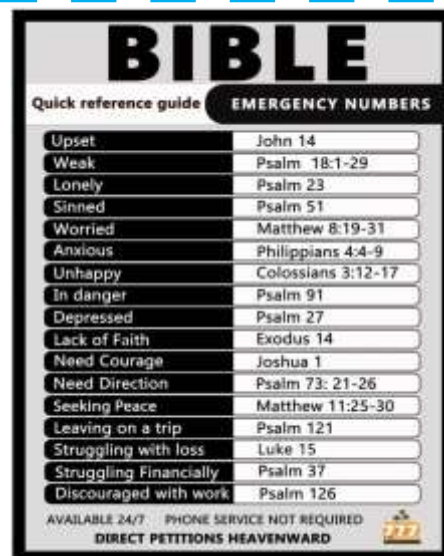 BIBLE
Quick reference guide EMERGENCY NUMBERS
Upset John 14
Weak Psalm 18:1-29
Lonely Psalm 23
Sinned Psalm 51
Worried Matthew 8:19-31
Anxious Philippians 4:4-9
Unhappy Colossians 3:12-17
In danger Psalm 91
Depressed Psalm 27
Lack of Faith Exodus 14
Need Courage Joshua 1
Need Direction Psalm 73: 21-26
Seeking Peace Matthew 11:25-30
Leaving on a trip Psalm 121
Struggling with loss Luke 15
Struggling Financially Psalm 37
Discouraged with work Psalm 126
AVAILABLE 24/7 PHONE SERVICE NOT REQUIRED
DIRECT PETITIONS HEAVENWARD
777